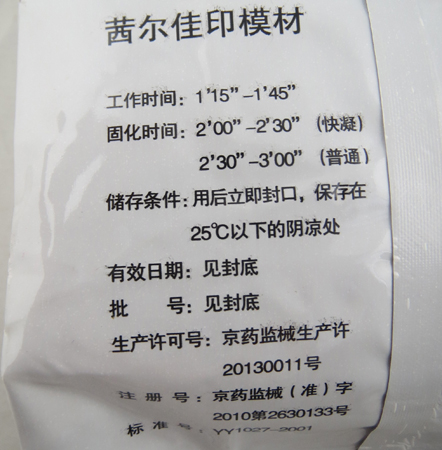 茜尔佳印模材
工作时间：1'15"-1'45"
固化时间：2'00"-2'30"（快凝）
2'30"-3'00"（普通）
储存条件：用后立即封口，保存在
25℃以下的阴凉处
有效日期：见封底
批 号：见封底
生产许可号：京药监械生产许
20130011号
注 册 号：京药监械（准）字
2010第2630133号
标 准 号：YY1027-2001